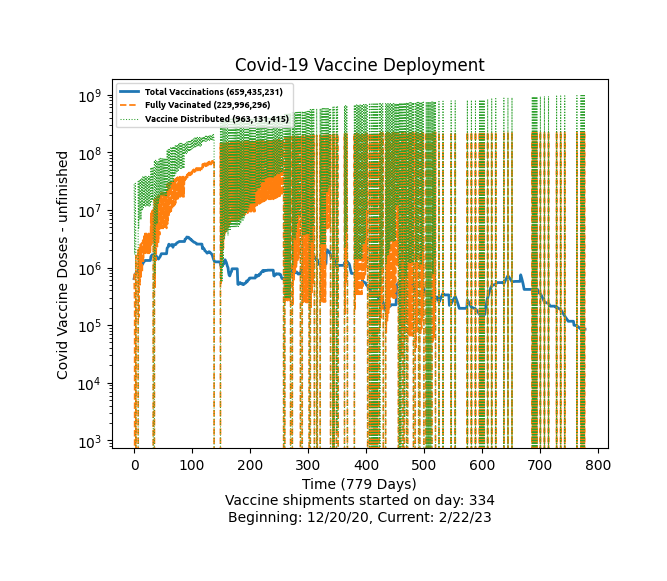 Covid-19 Vaccine Deployment
Total Vaccinations (659,435,231)
Fully Vacinated (229,996,296)
Vaccine Distributed (963,131,415)
Covid Vaccine Doses - unfinished
10⁹
10⁸
10⁷
10⁶
10⁵
10⁴
10³
0 100 200 300 400 500 600 700 800
Time (779 Days)
Vaccine shipments started on day: 334
Beginning: 12/20/20, Current: 2/22/23